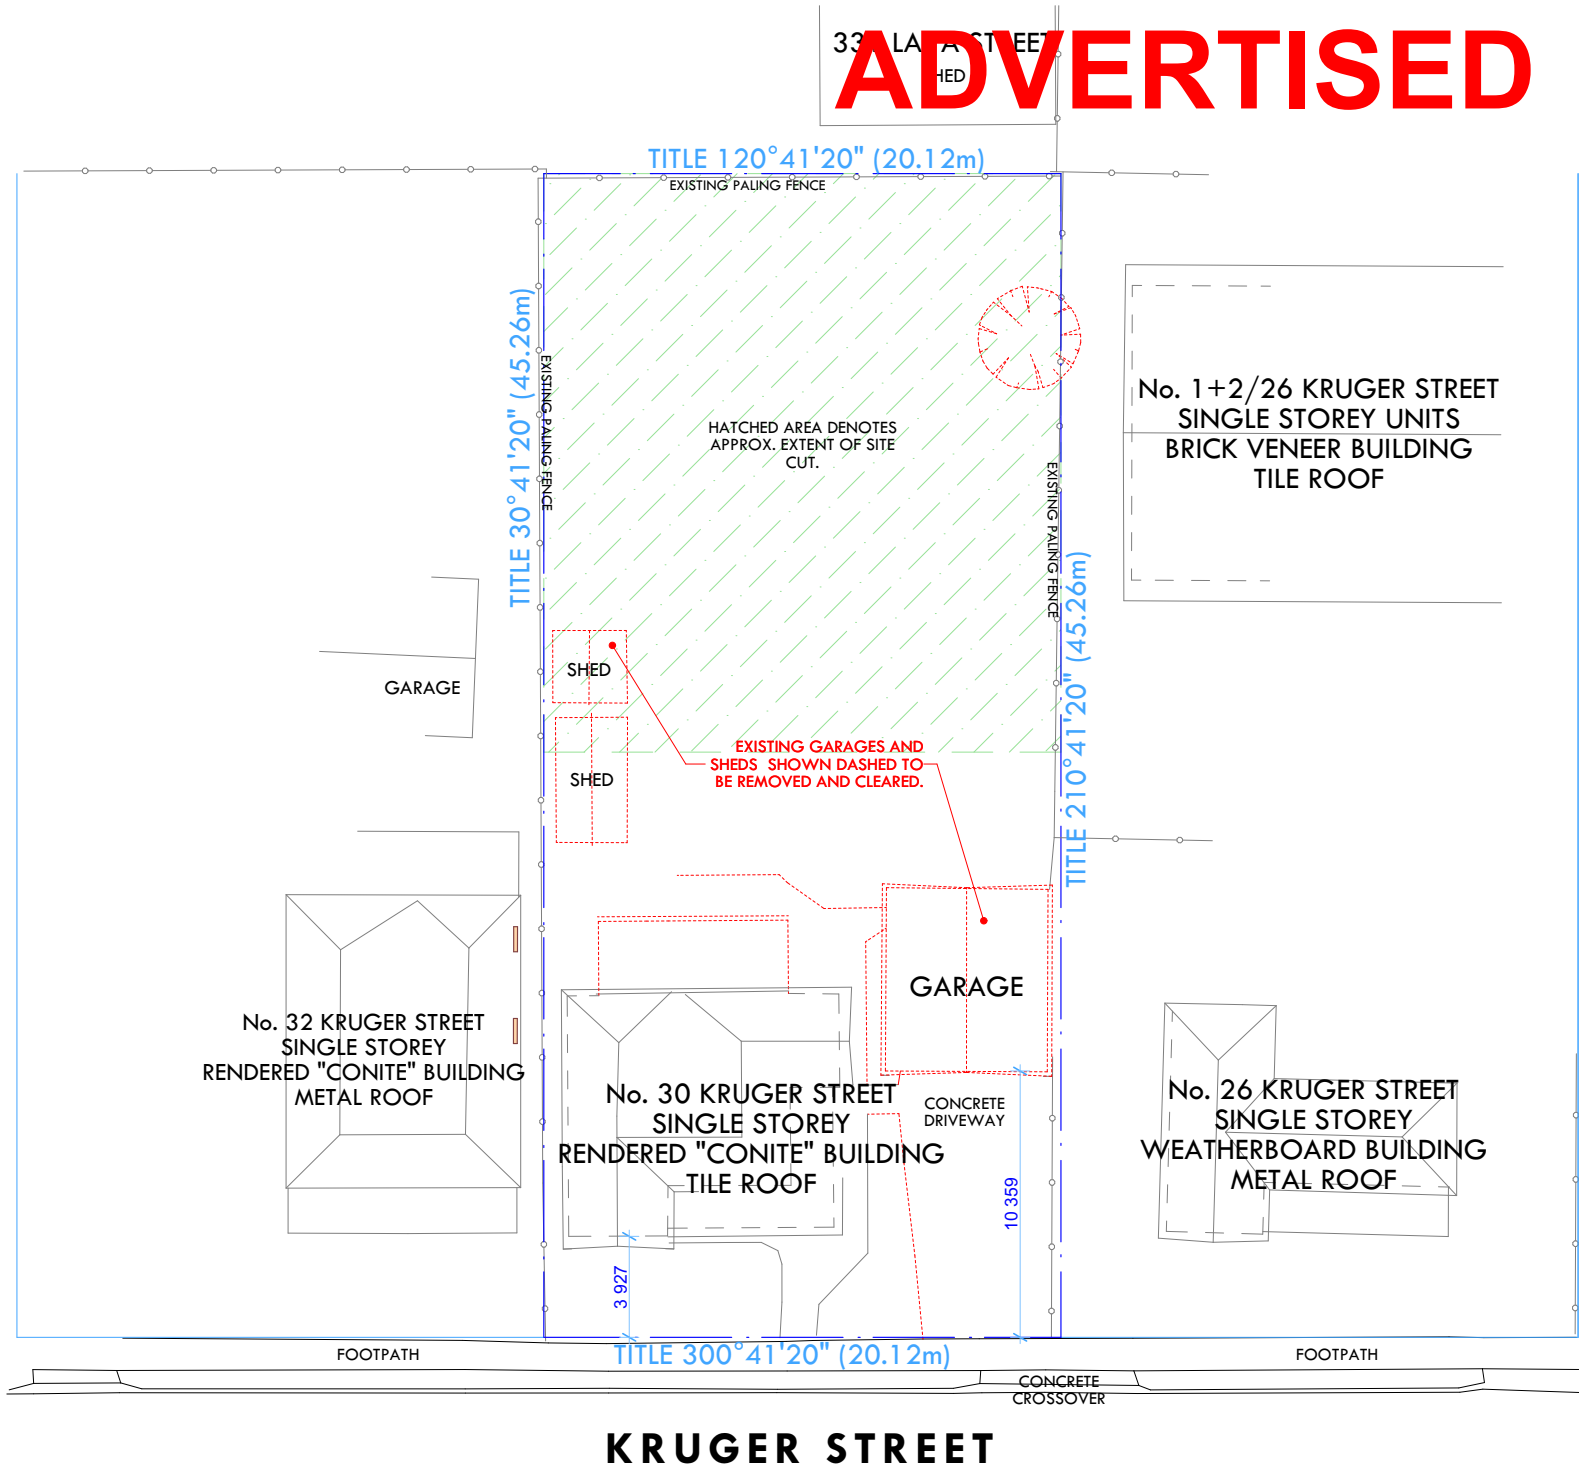 ADVERTISED
STREET
TITLE 120°41'20" (20.12m)
EXISTING PALING FENCE
TITLE 30°41'20" (45.26m)
EXISTING PALING FENCE
HATCHED AREA DENOTES
APPROX. EXTENT OF SITE
CUT.
EXISTING PALING FENCE
TITLE 210°41'20" (45.26m)
No. 1+2/26 KRUGER STREET
SINGLE STOREY UNITS
BRICK VENEER BUILDING
TILE ROOF
GARAGE
SHED
SHED
EXISTING GARAGES AND
SHEDS SHOWN DASHED TO
BE REMOVED AND CLEARED.
GARAGE
No. 32 KRUGER STREET
SINGLE STOREY
RENDERED "CONITE" BUILDING
METAL ROOF
No. 30 KRUGER STREET
SINGLE STOREY
RENDERED "CONITE" BUILDING
TILE ROOF
CONCRETE
DRIVEWAY
No. 26 KRUGER STREET
SINGLE STOREY
WEATHERBOARD BUILDING
METAL ROOF
3 927
10 359
FOOTPATH
TITLE 300°41'20" (20.12m)
FOOTPATH
CONCRETE
CROSSOVER
KRUGER STREET